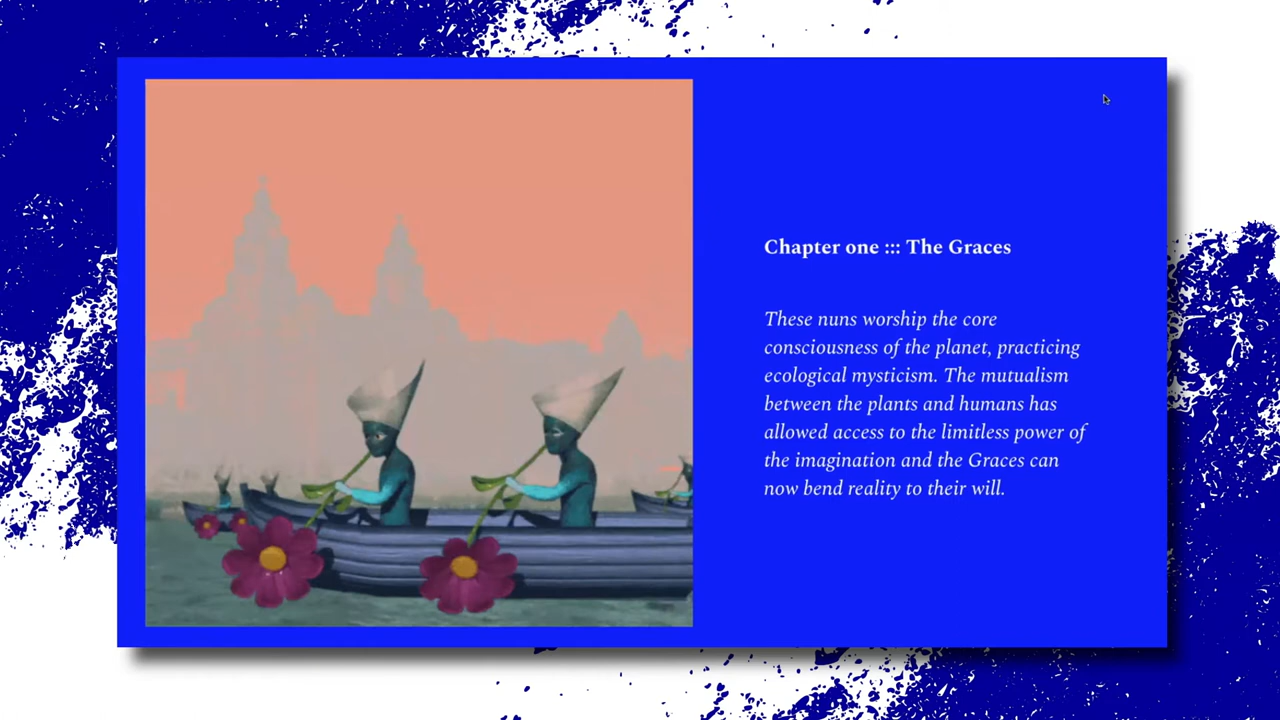 Chapter one ::: The Graces
These nuns worship the core
consciousness of the planet, practicing
ecological mysticism. The mutualism
between the plants and humans has
allowed access to the limitless power of
the imagination and the Graces can
now bend reality to their will.